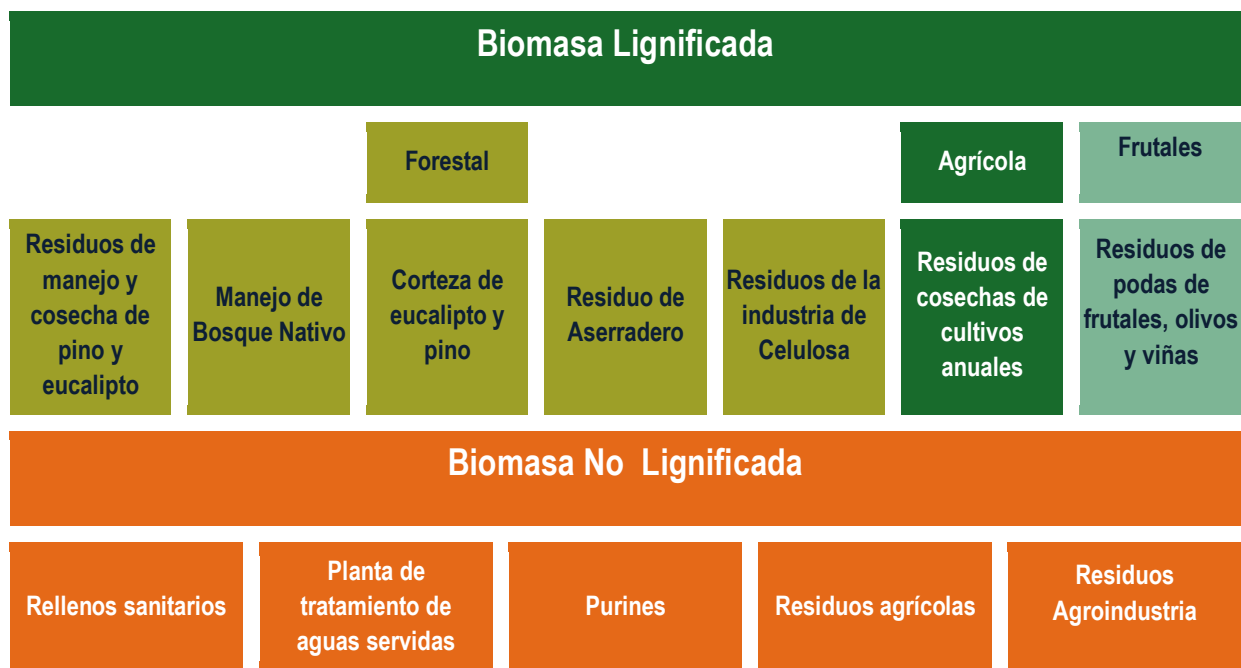 Biomasa Lignificada
Forestal
Agrícola
Frutales
Residuos de
manejo y
cosecha de
pino y
eucalipto
Manejo de
Bosque Nativo
Corteza de
eucalipto y
pino
Residuo de
Aserradero
Residuos de la
industria de
Celulosa
Residuos de
cosechas de
cultivos
anuales
Residuos de
podas de
frutales, olivos
y viñas
Biomasa No Lignificada
Rellenos sanitarios
Planta de
tratamiento de
aguas servidas
Purines
Residuos agrícolas
Residuos
Agroindustria